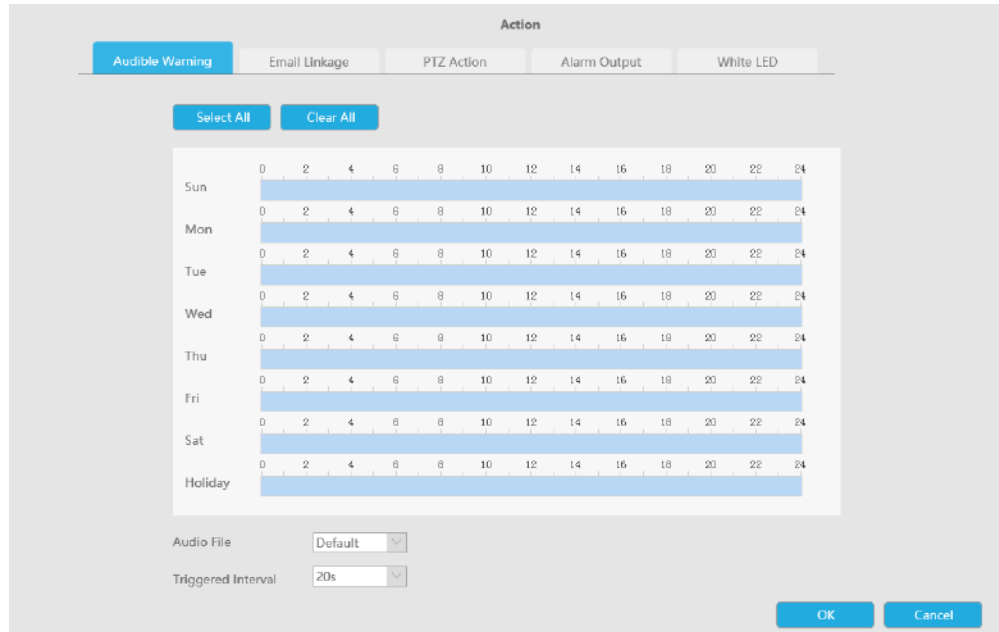 Action
Audible Warning Email Linkage PTZ Action Alarm Output White LED
Select All Clear All
0 2 4 6 8 10 12 14 16 18 20 22 24
Sun
0 2 4 6 8 10 12 14 16 18 20 22 24
Mon
0 2 4 6 8 10 12 14 16 18 20 22 24
Tue
0 2 4 6 8 10 12 14 16 18 20 22 24
Wed
0 2 4 6 8 10 12 14 16 18 20 22 24
Thu
0 2 4 6 8 10 12 14 16 18 20 22 24
Fri
0 2 4 6 8 10 12 14 16 18 20 22 24
Sat
0 2 4 6 8 10 12 14 16 18 20 22 24
Holiday
Audio File Default
Triggered Interval 20s
OK Cancel